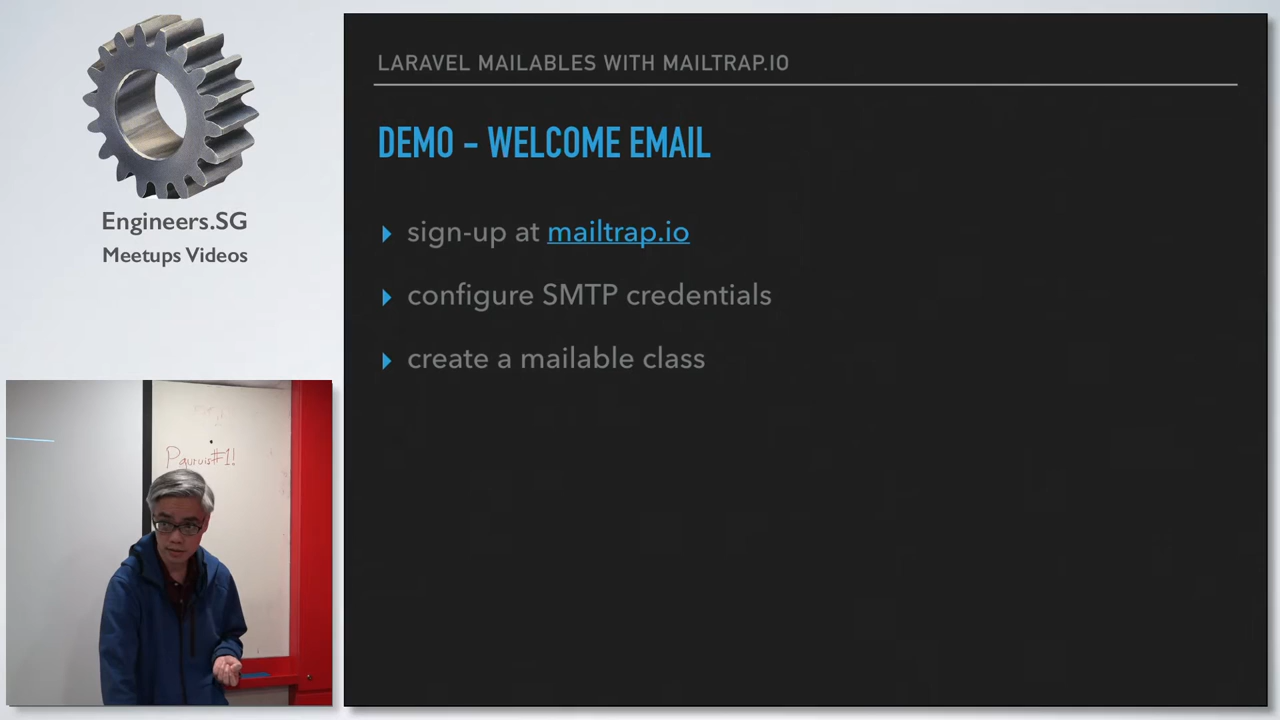 Engineers.SG
Meetups Videos
LARAVEL MAILABLES WITH MAILTRAP.IO
DEMO - WELCOME EMAIL
sign-up at mailtrap.io
configure SMTP credentials
create a mailable class